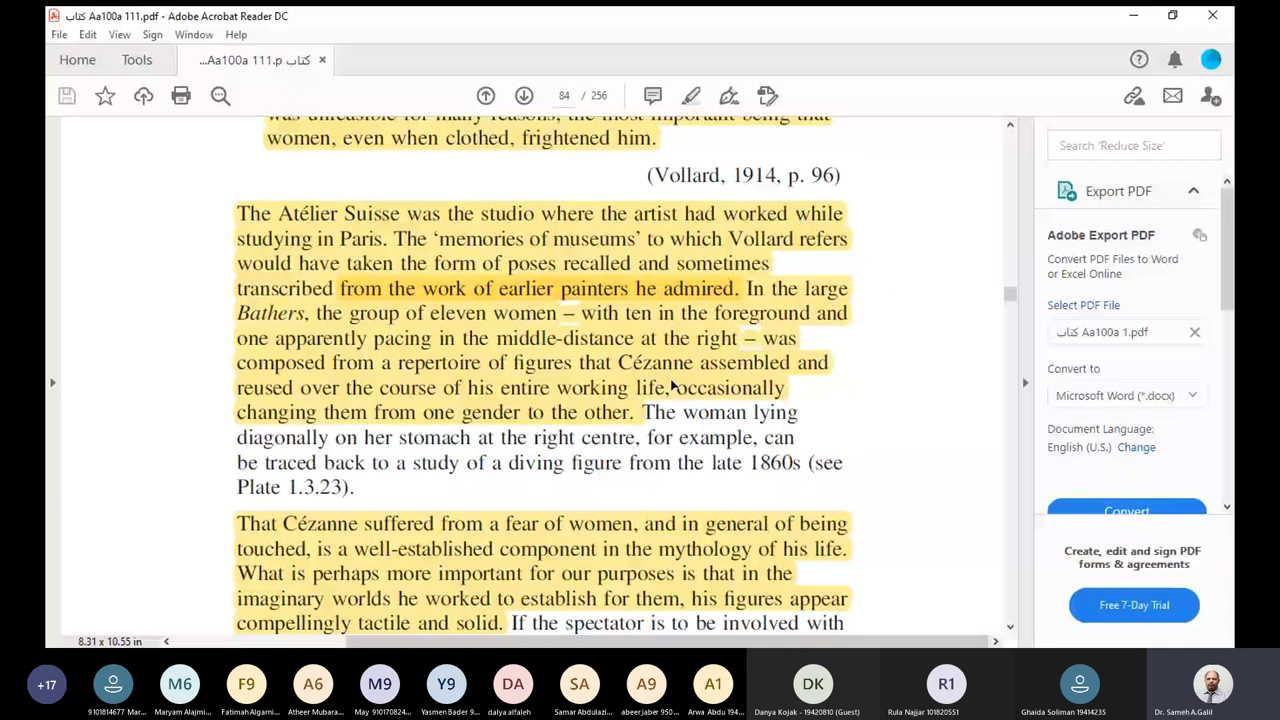 كتاب Aa100a 111.pdf - Adobe Acrobat Reader DC
File Edit View Sign Window Help
Home Tools ...Aa100a 111.p كتاب ×
84 / 256
women, even when clothed, frightened him.
(Vollard, 1914, p. 96)
The Atélier Suisse was the studio where the artist had worked while
studying in Paris. The ‘memories of museums’ to which Vollard refers
would have taken the form of poses recalled and sometimes
transcribed from the work of earlier painters he admired. In the large
Bathers, the group of eleven women – with ten in the foreground and
one apparently pacing in the middle-distance at the right – was
composed from a repertoire of figures that Cézanne assembled and
reused over the course of his entire working life, occasionally
changing them from one gender to the other. The woman lying
diagonally on her stomach at the right centre, for example, can
be traced back to a study of a diving figure from the late 1860s (see
Plate 1.3.23).
That Cézanne suffered from a fear of women, and in general of being
touched, is a well-established component in the mythology of his life.
What is perhaps more important for our purposes is that in the
imaginary worlds he worked to establish for them, his figures appear
compellingly tactile and solid. If the spectator is to be involved with
8.31 x 10.55 in
Search 'Reduce Size'
Export PDF
Adobe Export PDF
Convert PDF Files to Word
or Excel Online
Select PDF File
كتاب Aa100a 1.pdf
Convert to
Microsoft Word (*.docx)
Document Language:
English (U.S.) Change
Convert
Create, edit and sign PDF
forms & agreements
Free 7-Day Trial
+17 M6 F9 A6 M9 Y9 DA SA A9 A1 DK R1
9101814677 Mar... Maryam Alajmi... Fatimah Algarni... Atheer Mubara... May 910170824... Yasmen Bader 9... dalya alfaleh Samar Abdulazi... abeer jaber 950... Arwa Abdu 194... Danya Kojak - 19420810 (Guest) Rula Najjar 101820551 Ghaida Soliman 19414235 Dr. Sameh A.Galil